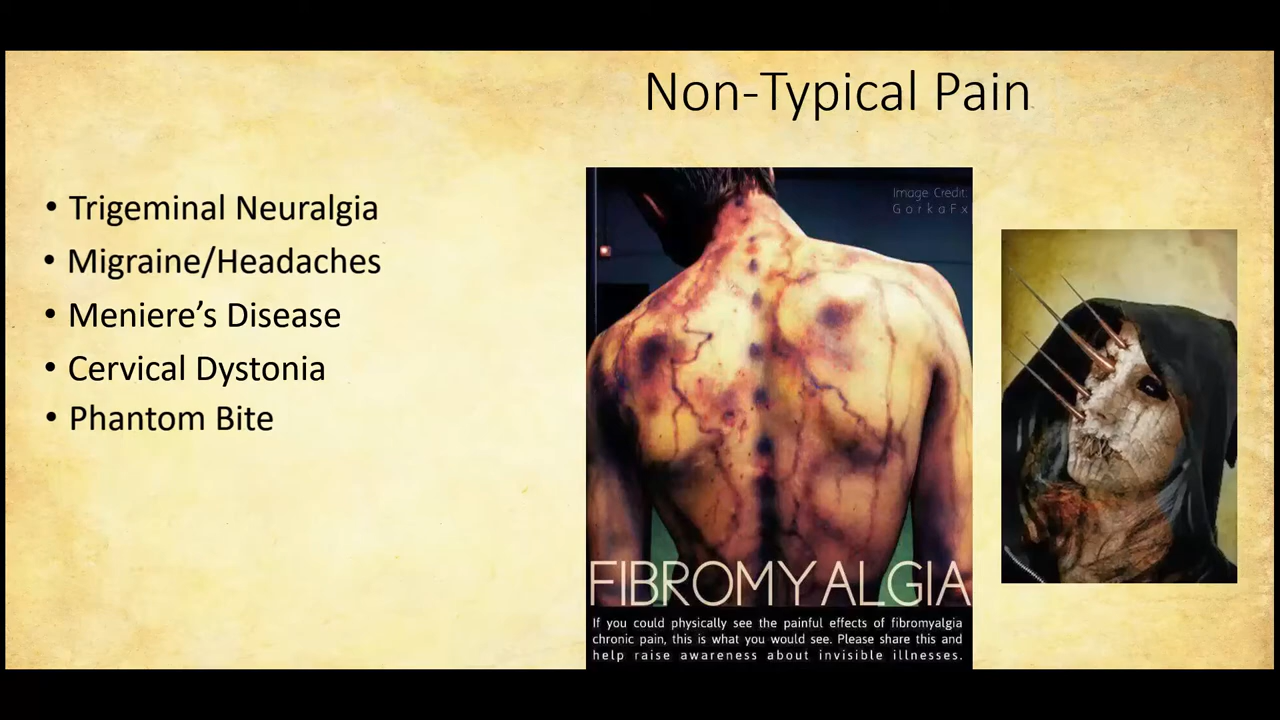 Non-Typical Pain
• Trigeminal Neuralgia
• Migraine/Headaches
• Meniere’s Disease
• Cervical Dystonia
• Phantom Bite
Image Credit:
GorkaFx
FIBROMYALGIA
If you could physically see the painful effects of fibromyalgia
chronic pain, this is what you would see. Please share this and
help raise awareness about invisible illnesses.